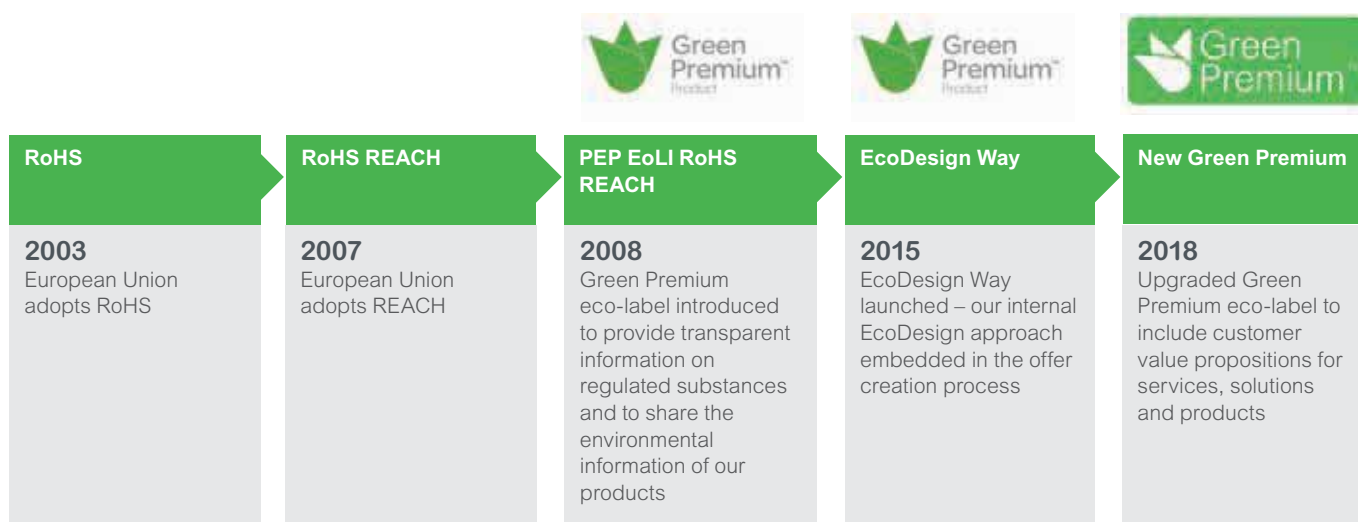 Green
Premium™
Product
Green
Premium™
Product
Green
Premium™
RoHS
2003
European Union
adopts RoHS
RoHS REACH
2007
European Union
adopts REACH
PEP EoLI RoHS
REACH
2008
Green Premium
eco-label introduced
to provide transparent
information on
regulated substances
and to share the
environmental
information of our
products
EcoDesign Way
2015
EcoDesign Way
launched – our internal
EcoDesign approach
embedded in the offer
creation process
New Green Premium
2018
Upgraded Green
Premium eco-label to
include customer
value propositions for
services, solutions
and products